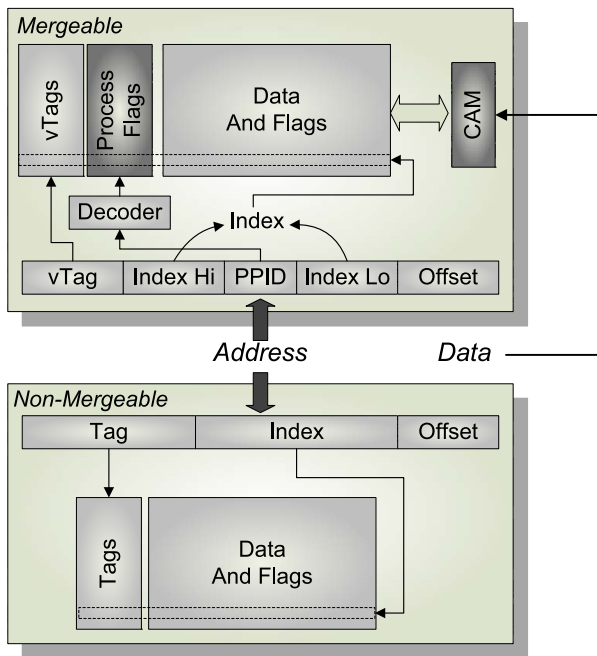 Mergeable
vTags
Process
Flags
Data
And Flags
CAM
Decoder
Index
vTag
Index Hi
PPID
Index Lo
Offset
Address
Data
Non-Mergeable
Tag
Index
Offset
Tags
Data
And Flags